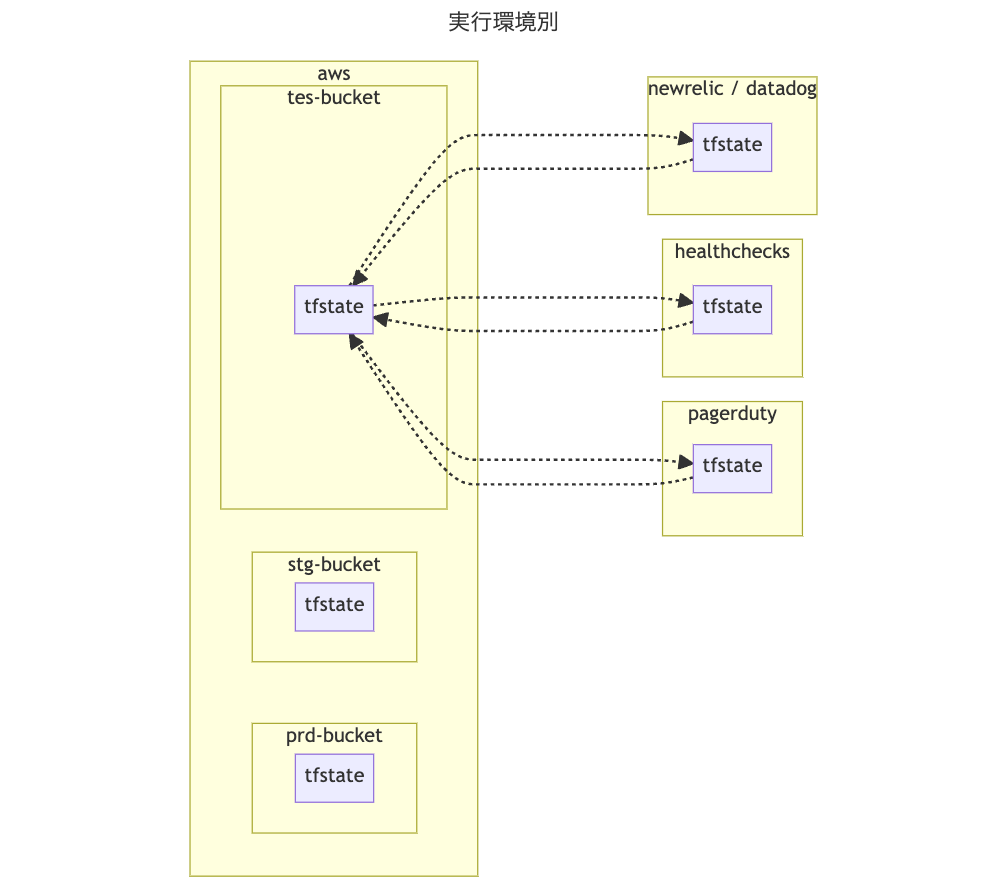 実行環境別
aws
tes-bucket
tfstate
stg-bucket
tfstate
prd-bucket
tfstate
newrelic / datadog
tfstate
healthchecks
tfstate
pagerduty
tfstate